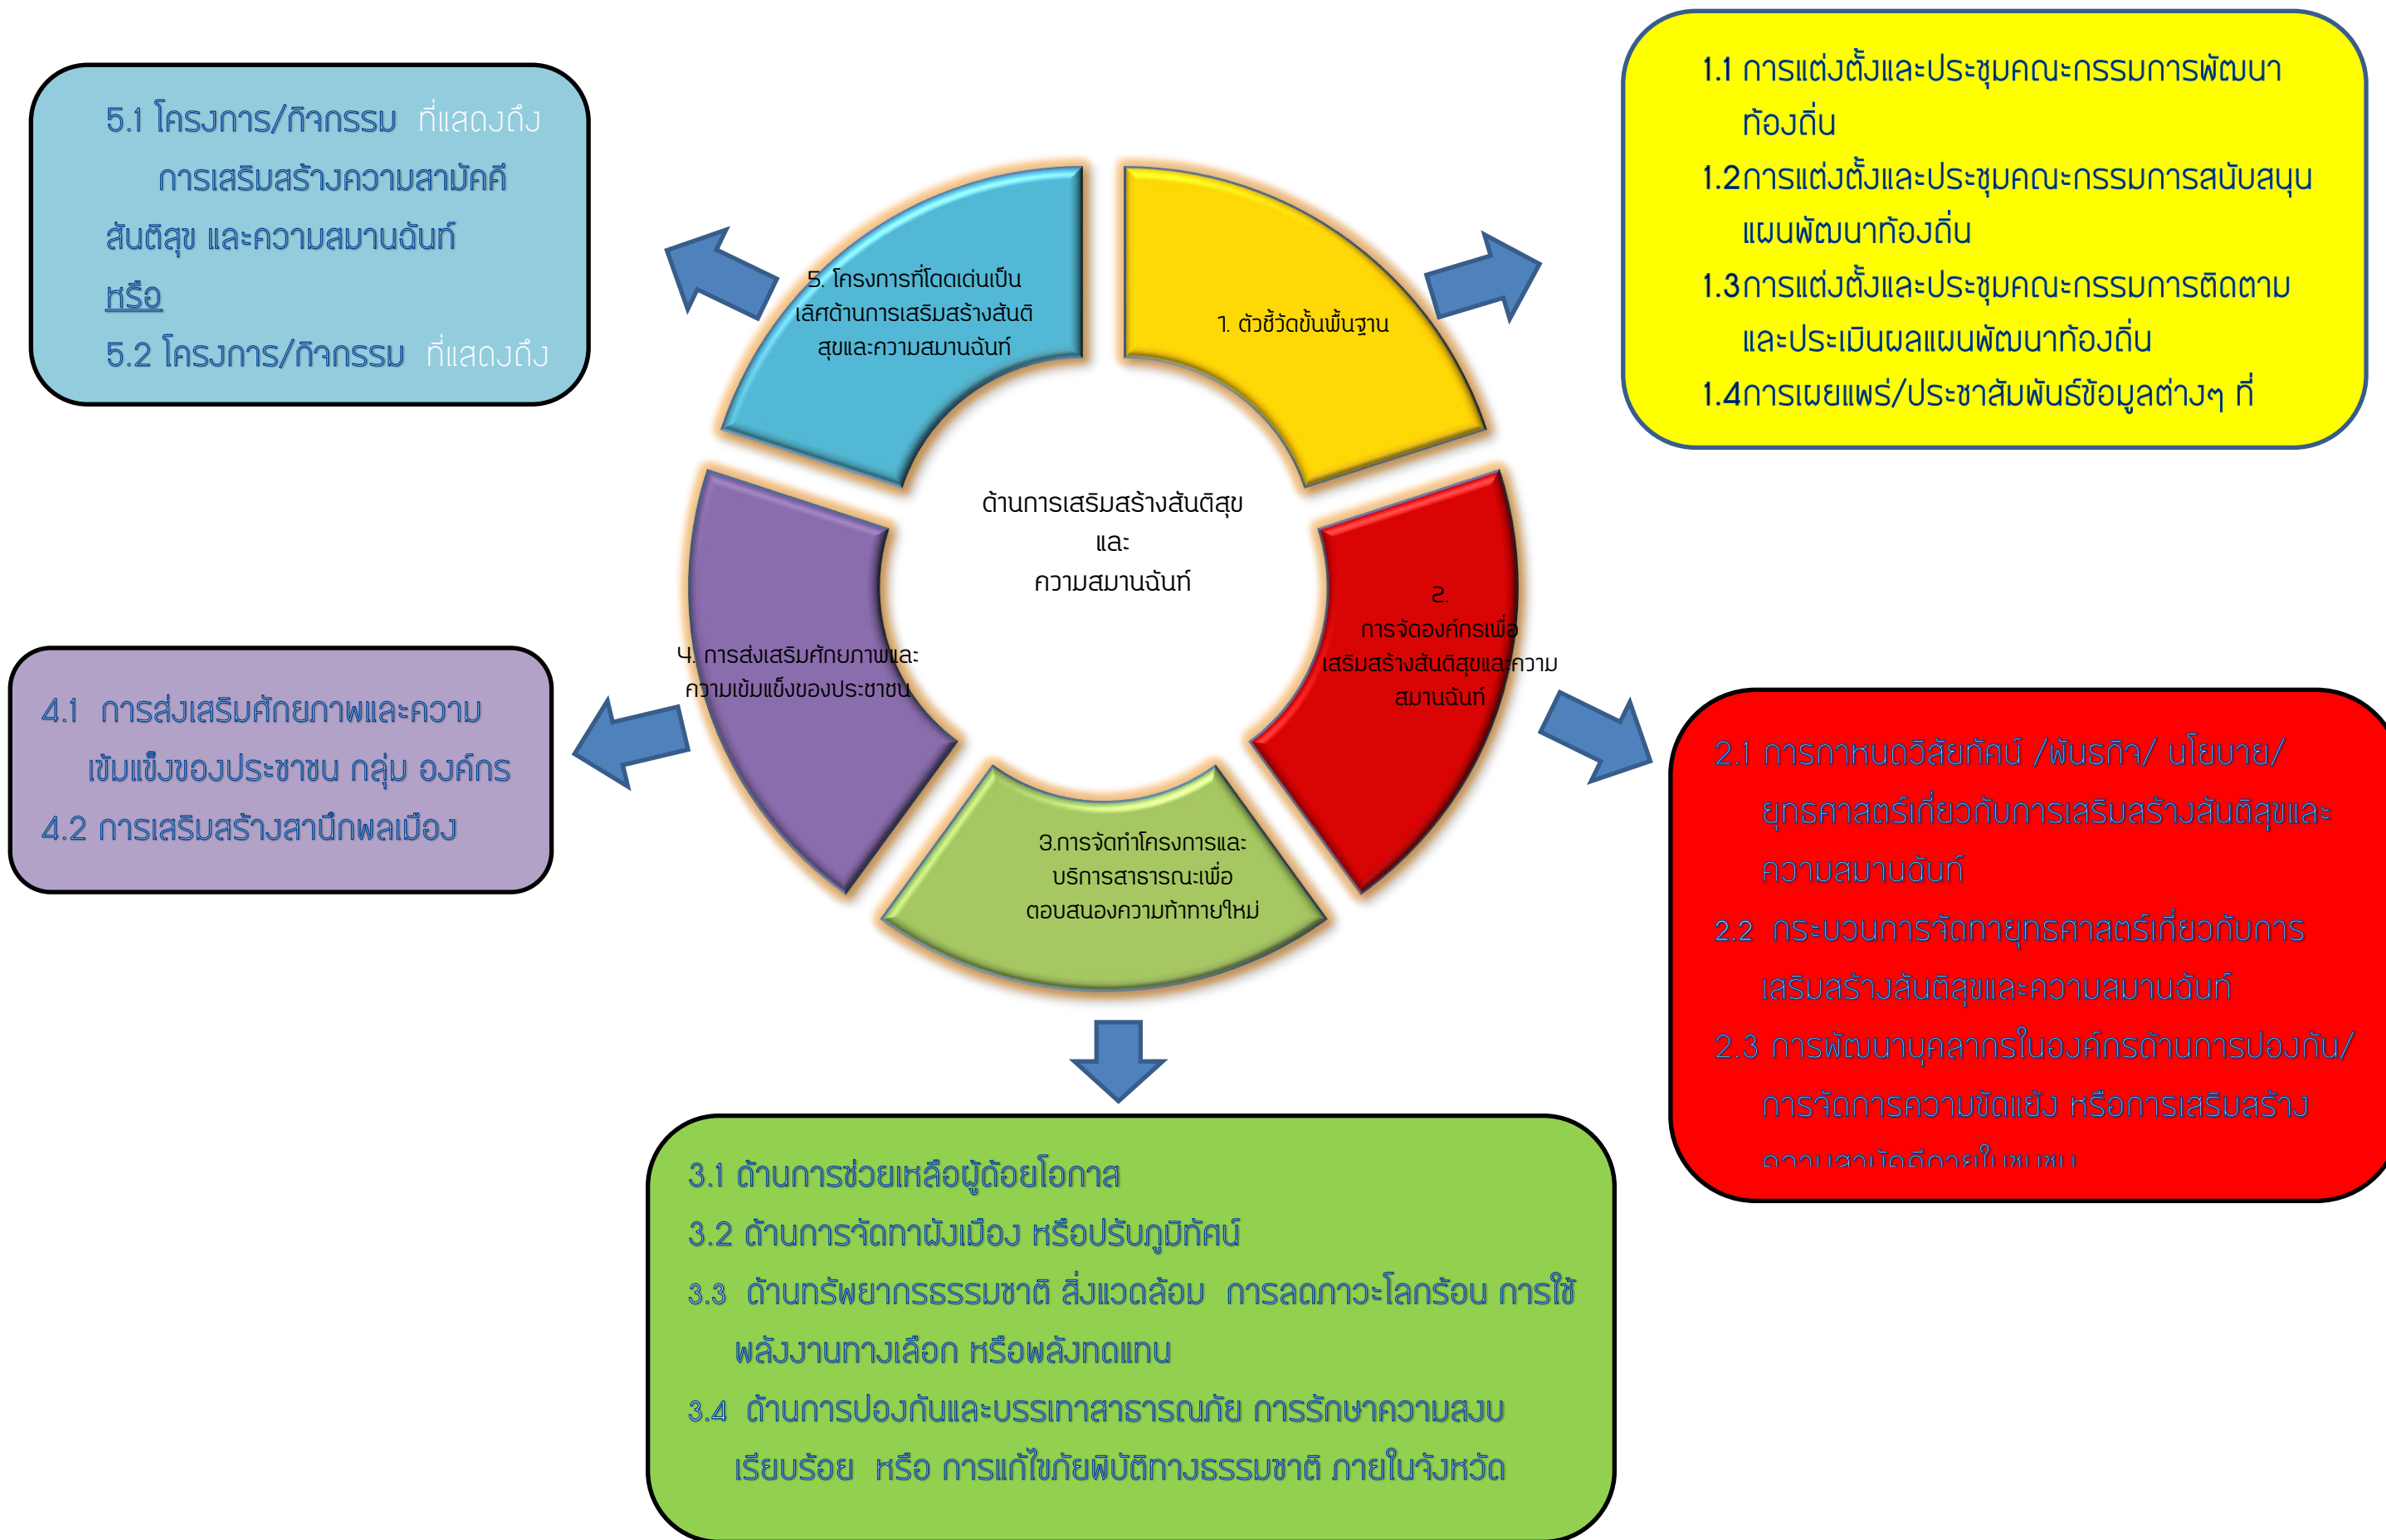 5.1 โครงการ/กิจกรรม ที่แสดงถึง
การเสริมสร้างความสามัคคี
สันติสุข และความสมานฉันท์
หรือ
5.2 โครงการ/กิจกรรม ที่แสดงถึง
1.1 การแต่งตั้งและประชุมคณะกรรมการพัฒนา
ท้องถิ่น
1.2การแต่งตั้งและประชุมคณะกรรมการสนับสนุน
แผนพัฒนาท้องถิ่น
1.3การแต่งตั้งและประชุมคณะกรรมการติดตาม
และประเมินผลแผนพัฒนาท้องถิ่น
1.4การเผยแพร่/ประชาสัมพันธ์ข้อมูลต่างๆ ที่
5. โครงการที่โดดเด่นเป็น
เลิศด้านการเสริมสร้างสันติ
สุขและความสมานฉันท์
1. ตัวชี้วัดขั้นพื้นฐาน
ด้านการเสริมสร้างสันติสุข
และ
ความสมานฉันท์
2.
การจัดองค์กรเพื่อ
เสริมสร้างสันติสุขและความ
สมานฉันท์
4. การส่งเสริมศักยภาพและ
ความเข้มแข็งของประชาชน
3.การจัดทำโครงการและ
บริการสาธารณะเพื่อ
ตอบสนองความท้าทายใหม่
4.1 การส่งเสริมศักยภาพและความ
เข้มแข็งของประชาชน กลุ่ม องค์กร
4.2 การเสริมสร้างสานึกพลเมือง
2.1 การกาหนดวิสัยทัศน์ /พันธกิจ/ นโยบาย/
ยุทธศาสตร์เกี่ยวกับการเสริมสร้างสันติสุขและ
ความสมานฉันท์
2.2 กระบวนการจัดทายุทธศาสตร์เกี่ยวกับการ
เสริมสร้างสันติสุขและความสมานฉันท์
2.3 การพัฒนาบุคลากรในองค์กรด้านการปองกัน/
การจัดการความขัดแย้ง หรือการเสริมสร้าง
ความสามัคคีภายในชุมชน
3.1 ด้านการช่วยเหลือผู้ด้อยโอกาส
3.2 ด้านการจัดทาผังเมือง หรือปรับภูมิทัศน์
3.3 ด้านทรัพยากรธรรมชาติ สิ่งแวดล้อม การลดภาวะโลกร้อน การใช้
พลังงานทางเลือก หรือพลังทดแทน
3.4 ด้านการปองกันและบรรเทาสาธารณภัย การรักษาความสงบ
เรียบร้อย หรือ การแก้ไขภัยพิบัติทางธรรมชาติ ภายในจังหวัด